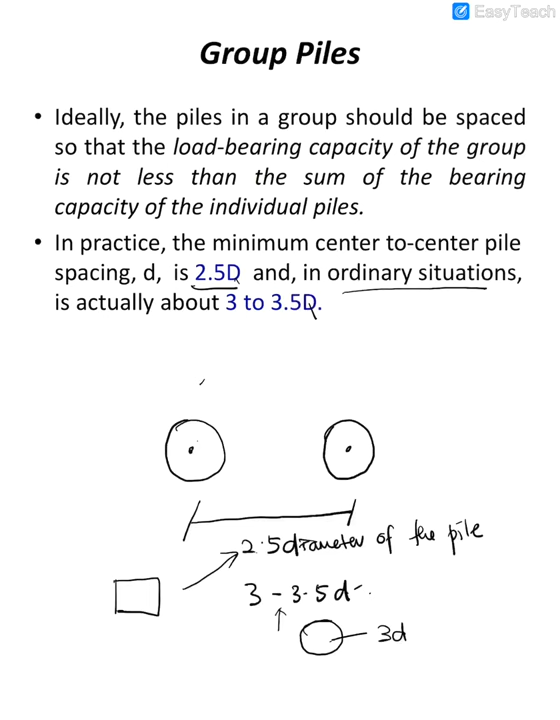 EasyTeach
Group Piles
• Ideally, the piles in a group should be spaced
so that the load-bearing capacity of the group
is not less than the sum of the bearing
capacity of the individual piles.
• In practice, the minimum center to-center pile
spacing, d, is 2.5D and, in ordinary situations,
is actually about 3 to 3.5D.
2.5diameter of the pile
3 - 3.5d
3d